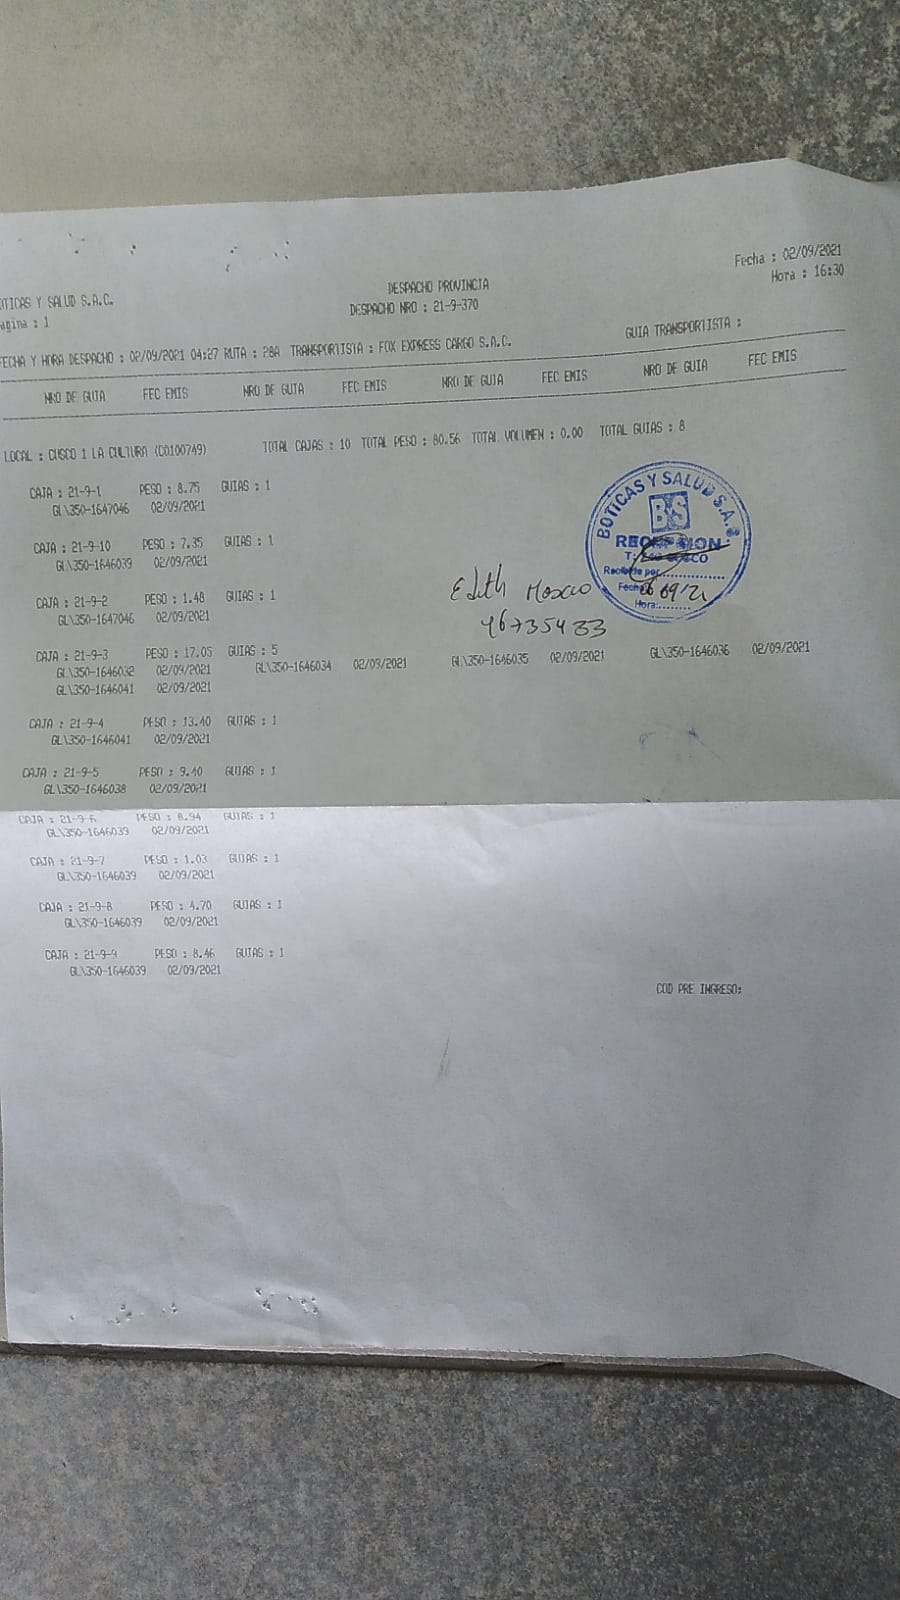 Fecha : 02/09/2021
Hora : 16:30
DESPACHO PROVINCIA
DESPACHO NRO : 21-9-370
OTICAS Y SALUD S.A.C.
agina : 1
GUIA TRANSPORTISTA :
FECHA Y HORA DESPACHO : 02/09/2021 04:27 RUTA : 28A TRANSPORTISTA : FOX EXPRESS CARGO S.A.C.
NRO DE GUIA FEC EMIS NRO DE GUIA FEC EMIS NRO DE GUIA FEC EMIS NRO DE GUIA FEC EMIS
LOCAL : CUSCO 1 LA CULTURA (C0100749) TOTAL CAJAS : 10 TOTAL PESO : 80.56 TOTAL VOLUMEN : 0.00 TOTAL GUIAS : 8
CAJA : 21-9-1 PESO : 8.75 GUIAS : 1
GL\350-1647046 02/09/2021
CAJA : 21-9-10 PESO : 7.35 GUIAS : 1
GL\350-1646039 02/09/2021
CAJA : 21-9-2 PESO : 1.48 GUIAS : 1
GL\350-1647046 02/09/2021
BOTICAS Y SALUD S.A.
BS
RECEPSION
Recibido por
Fecha 06 09/21
Hora:
Edith
46735433
CAJA : 21-9-3 PESO : 17.05 GUIAS : 5
GL\350-1646032 02/09/2021 GL\350-1646034 02/09/2021 GL\350-1646035 02/09/2021 GL\350-1646036 02/09/2021
GL\350-1646041 02/09/2021
CAJA : 21-9-4 PESO : 13.40 GUIAS : 1
GL\350-1646041 02/09/2021
CAJA : 21-9-5 PESO : 9.40 GUIAS : 1
GL\350-1646038 02/09/2021
CAJA : 21-9-6 PESO : 8.94 GUIAS : 1
GL\350-1646039 02/09/2021
CAJA : 21-9-7 PESO : 1.03 GUIAS : 1
GL\350-1646039 02/09/2021
CAJA : 21-9-8 PESO : 4.70 GUIAS : 1
GL\350-1646039 02/09/2021
CAJA : 21-9-9 PESO : 8.46 GUIAS : 1
GL\350-1646039 02/09/2021
COD PRE INGRESO: